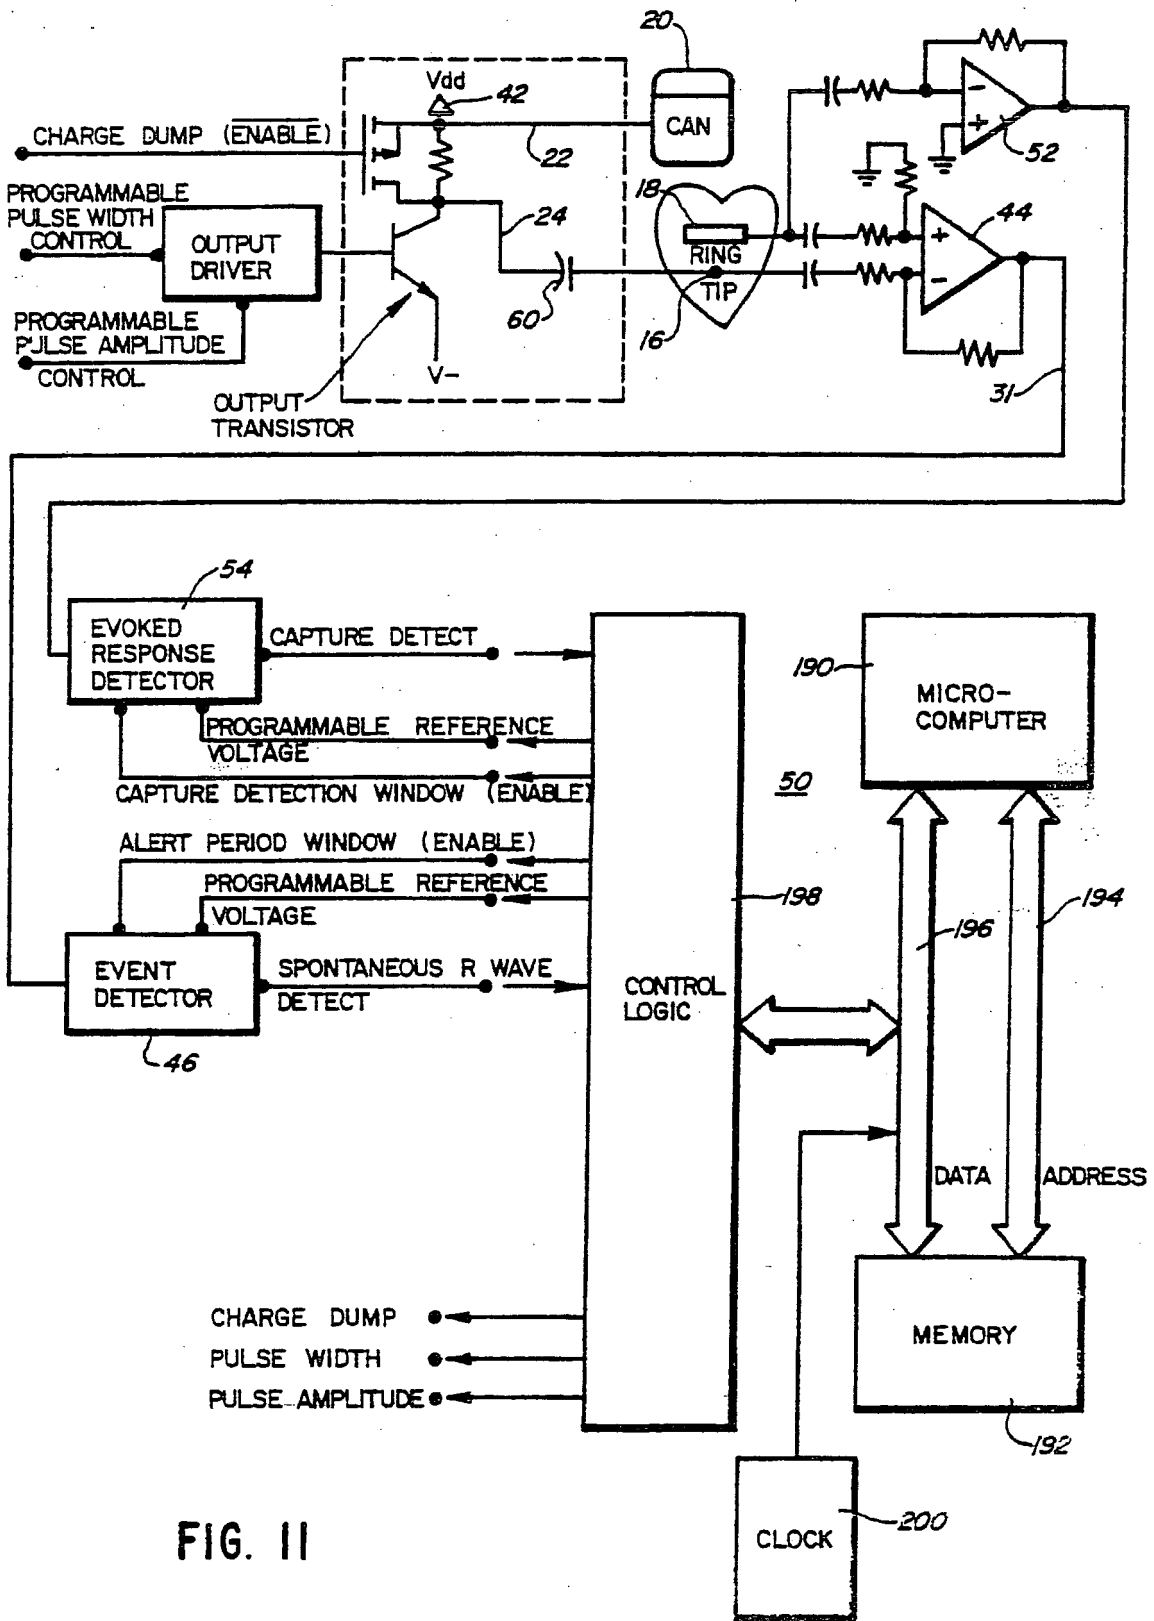 20
Vdd
42
CAN
CHARGE DUMP (ENABLE)
22
52
PROGRAMMABLE
PULSE WIDTH
CONTROL
OUTPUT
DRIVER
24
18
RING
TIP
44
60
16
PROGRAMMABLE
PULSE AMPLITUDE
CONTROL
V-
31
OUTPUT
TRANSISTOR
54
EVOKED
RESPONSE
DETECTOR
CAPTURE DETECT
190
MICRO-
COMPUTER
PROGRAMMABLE REFERENCE
VOLTAGE
50
CAPTURE DETECTION WINDOW (ENABLE)
ALERT PERIOD WINDOW (ENABLE)
PROGRAMMABLE REFERENCE
VOLTAGE
198
196
194
EVENT
DETECTOR
SPONTANEOUS R WAVE
DETECT
CONTROL
LOGIC
46
DATA
ADDRESS
CHARGE DUMP
PULSE WIDTH
PULSE AMPLITUDE
MEMORY
192
CLOCK
200
FIG. 11